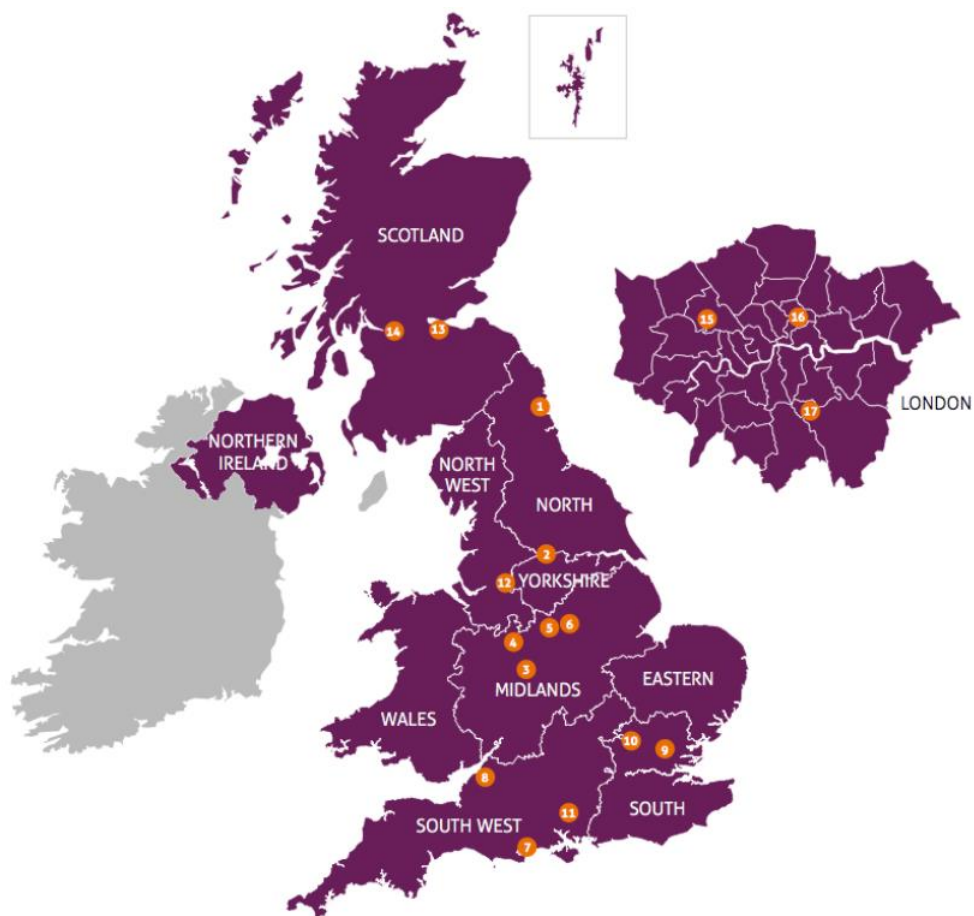 SCOTLAND
14
13
15
16
17
LONDON
1
NORTHERN
IRELAND
NORTH
WEST
NORTH
2
12
YORKSHIRE
5
6
4
3
MIDLANDS
EASTERN
WALES
10
9
8
11
SOUTH
SOUTH WEST
7